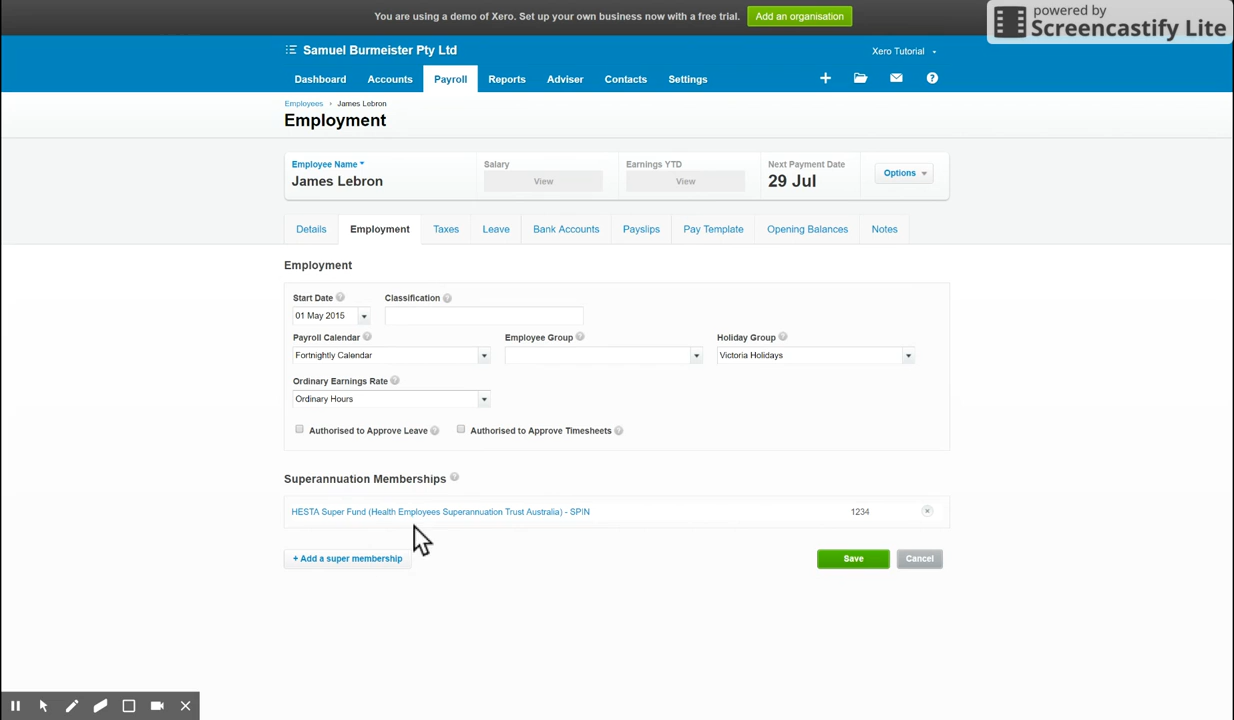 You are using a demo of Xero. Set up your own business now with a free trial. Add an organisation
powered by
Screencastify Lite
Samuel Burmeister Pty Ltd
Xero Tutorial
Dashboard Accounts Payroll Reports Adviser Contacts Settings
Employees › James Lebron
Employment
Employee Name Salary Earnings YTD Next Payment Date
James Lebron View View 29 Jul Options
Details Employment Taxes Leave Bank Accounts Payslips Pay Template Opening Balances Notes
Employment
Start Date Classification
01 May 2015
Payroll Calendar Employee Group Holiday Group
Fortnightly Calendar Victoria Holidays
Ordinary Earnings Rate
Ordinary Hours
Authorised to Approve Leave Authorised to Approve Timesheets
Superannuation Memberships
HESTA Super Fund (Health Employees Superannuation Trust Australia) - SPIN 1234
+ Add a super membership Save Cancel